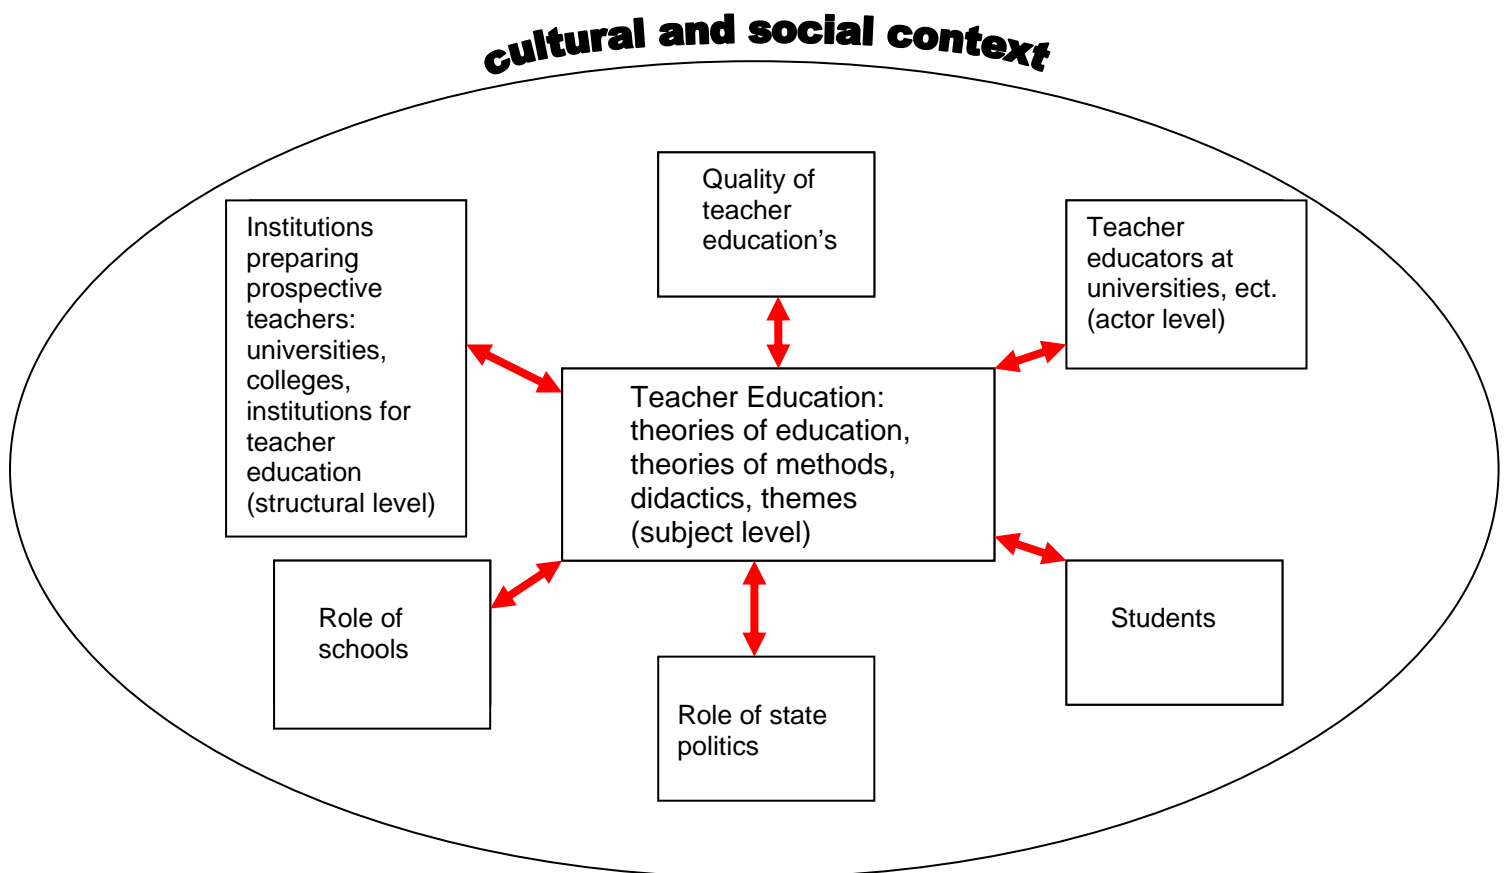 cultural and social context
Quality of
teacher
education’s
Institutions
preparing
prospective
teachers:
universities,
colleges,
institutions for
teacher
education
(structural level)
Teacher
educators at
universities, ect.
(actor level)
Teacher Education:
theories of education,
theories of methods,
didactics, themes
(subject level)
Role of
schools
Role of state
politics
Students